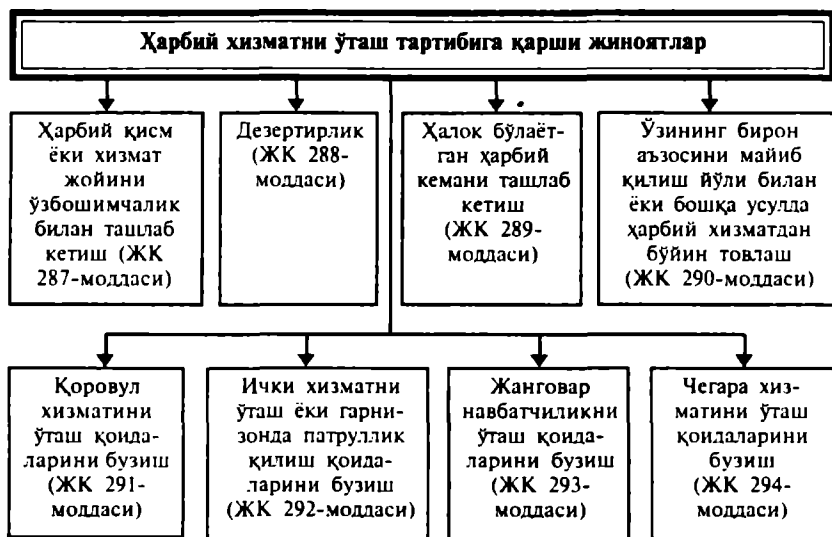 Ҳарбий хизматни ўташ тартибига қарши жиноятлар
Ҳарбий қисм
ёки хизмат
жойини
ўзбошимчалик
билан ташлаб
кетиш (ЖК
287-моддаси)
Дезертирлик
(ЖК 288-
моддаси)
Ҳалок бўлаёт-
ган ҳарбий
кемани ташлаб
кетиш
(ЖК 289-
моддаси)
Ўзининг бирон
аъзосини майиб
қилиш йўли билан
ёки бошқа усулда
ҳарбий хизматдан
бўйин товлаш
(ЖК 290-моддаси)
Қоровул
хизматини
ўташ қоида-
ларини бузиш
(ЖК 291-
моддаси)
Ички хизматни
ўташ ёки гарни-
зонда патруллик
қилиш қоида-
ларини бузиш
(ЖК 292-моддаси)
Жанговар
навбатчиликни
ўташ қоида-
ларини бузиш
(ЖК 293-
моддаси)
Чегара хиз-
матини ўташ
қоидаларини
бузиш
(ЖК 294-
моддаси)